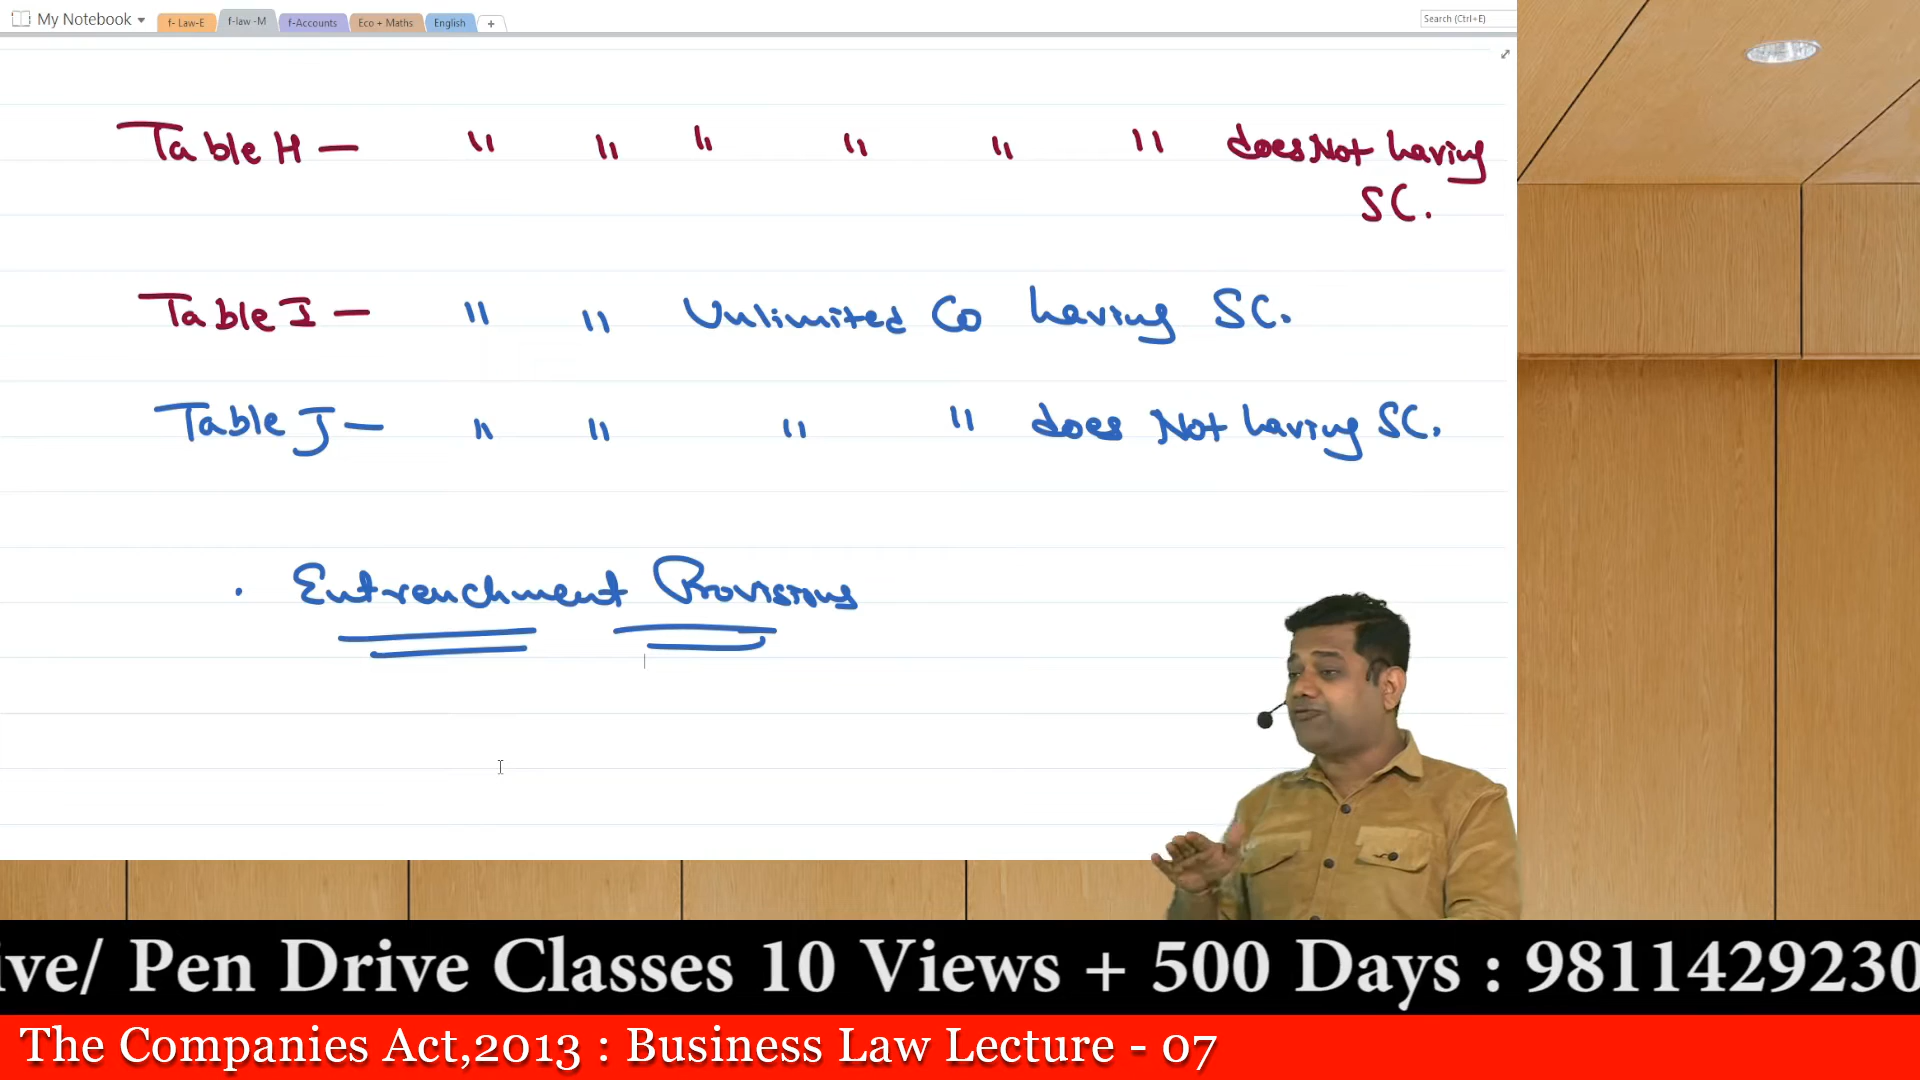 My Notebook
f- Law-E
f-law -M
f-Accounts
Eco + Maths
English
+
Search (Ctrl+E)
Table H — " " " " " " does Not having
SC.
Table I — " " Unlimited Co having SC.
Table J — " " " " does Not having SC.
. Entrenchment Provisions
ive/ Pen Drive Classes 10 Views + 500 Days : 9811429230
The Companies Act,2013 : Business Law Lecture - 07